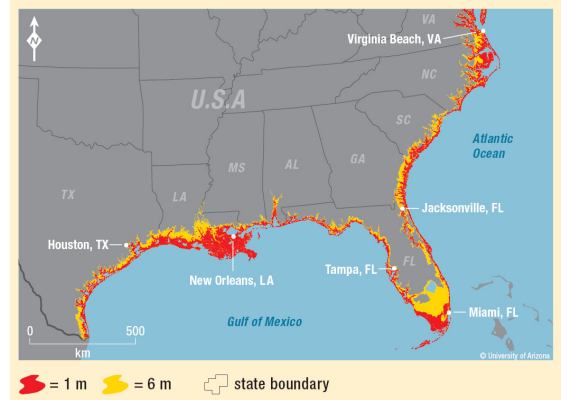 VA
Virginia Beach, VA
N
NC
U.S.A
SC
Atlantic
Ocean
MS
AL
GA
TX
LA
Jacksonville, FL
Houston, TX
FL
Tampa, FL
New Orleans, LA
Miami, FL
Gulf of Mexico
0
500
km
© University of Arizona
= 1 m
= 6 m
state boundary